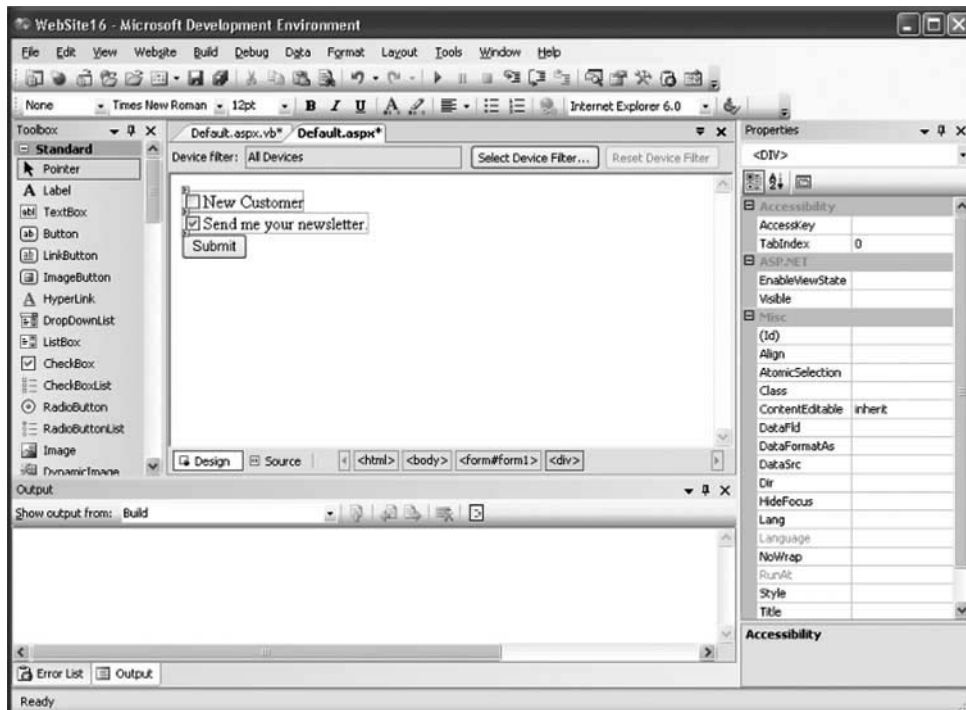 WebSite16 - Microsoft Development Environment
File Edit View Website Build Debug Data Format Layout Tools Window Help
None Times New Roman 12pt B I U A Internet Explorer 6.0
Toolbox
Standard
Pointer
A Label
abl TextBox
ab Button
ab LinkButton
ImageButton
A HyperLink
DropDownList
ListBox
CheckBox
CheckBoxList
RadioButton
RadioButtonList
Image
DynamicImage
Default.aspx.vb* Default.aspx*
Device filter: All Devices Select Device Filter... Reset Device Filter
New Customer
Send me your newsletter.
Submit
Design Source <html> <body> <form#form1> <div>
Properties
<DIV>
Accessibility
AccessKey
TabIndex 0
ASP.NET
EnableViewState
Visible
Misc
(Id)
Align
AtomicSelection
Class
ContentEditable inherit
DataFld
DataFormatAs
DataSrc
Dir
HideFocus
Lang
Language
NoWrap
RunAt
Style
Title
Accessibility
Output
Show output from: Build
Error List Output
Ready